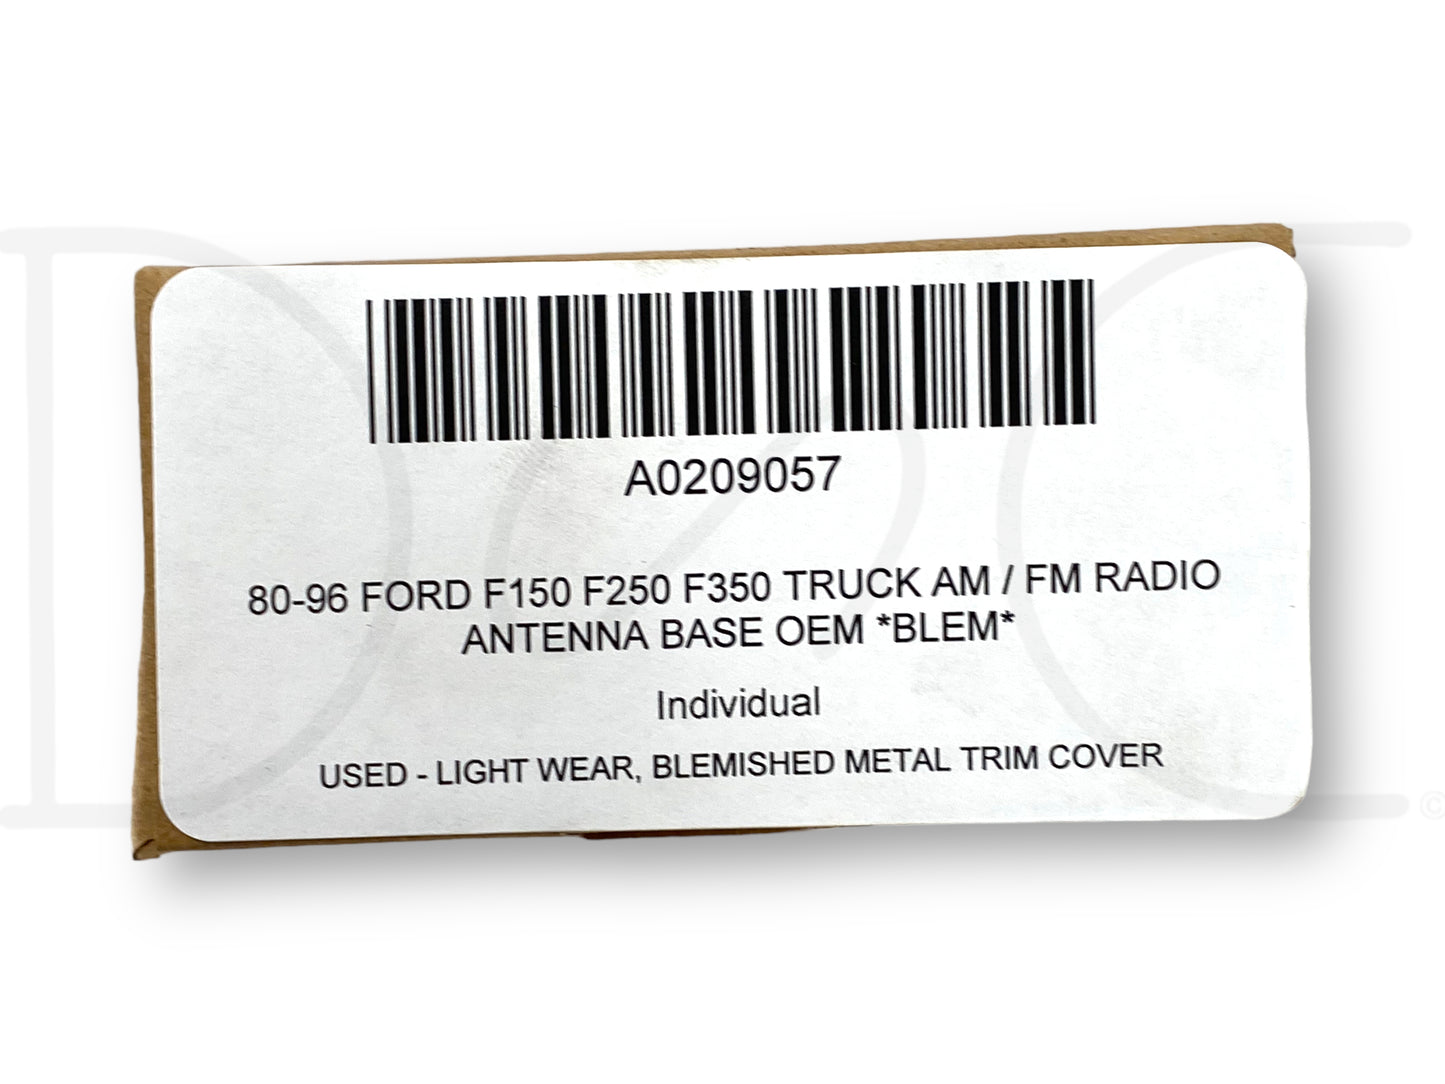 A0209057
80-96 FORD F150 F250 F350 TRUCK AM / FM RADIO
ANTENNA BASE OEM *BLEM*
Individual
USED - LIGHT WEAR, BLEMISHED METAL TRIM COVER
©